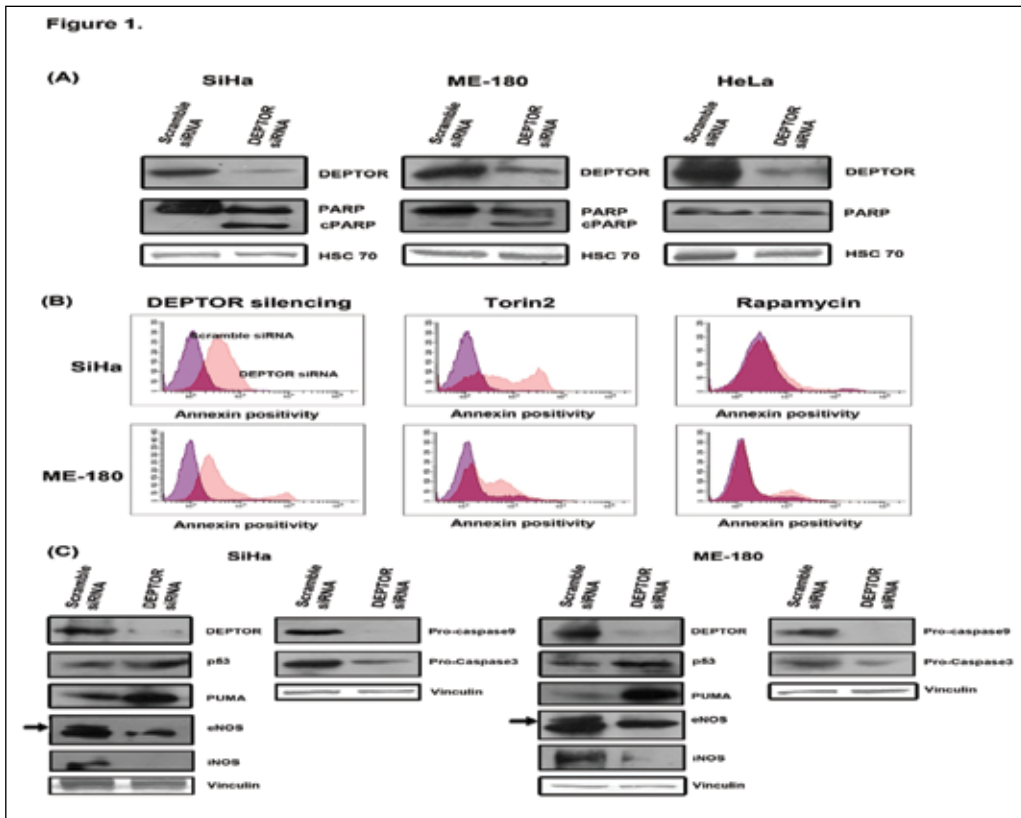 Figure 1.
(A)
SiHa
ME-180
HeLa
Scramble siRNA
DEPTOR siRNA
Scramble siRNA
DEPTOR siRNA
Scramble siRNA
DEPTOR siRNA
DEPTOR
DEPTOR
DEPTOR
PARP
cPARP
PARP
cPARP
PARP
HSC 70
HSC 70
HSC 70
(B)
DEPTOR silencing
Torin2
Rapamycin
SiHa
Scramble siRNA
DEPTOR siRNA
Annexin positivity
Annexin positivity
Annexin positivity
ME-180
Annexin positivity
Annexin positivity
Annexin positivity
(C)
SiHa
ME-180
Scramble siRNA
DEPTOR siRNA
Scramble siRNA
DEPTOR siRNA
Scramble siRNA
DEPTOR siRNA
Scramble siRNA
DEPTOR siRNA
DEPTOR
Pro-caspase9
DEPTOR
Pro-caspase9
p53
Pro-Caspase3
p53
Pro-Caspase3
PUMA
Vinculin
PUMA
Vinculin
eNOS
eNOS
iNOS
iNOS
Vinculin
Vinculin